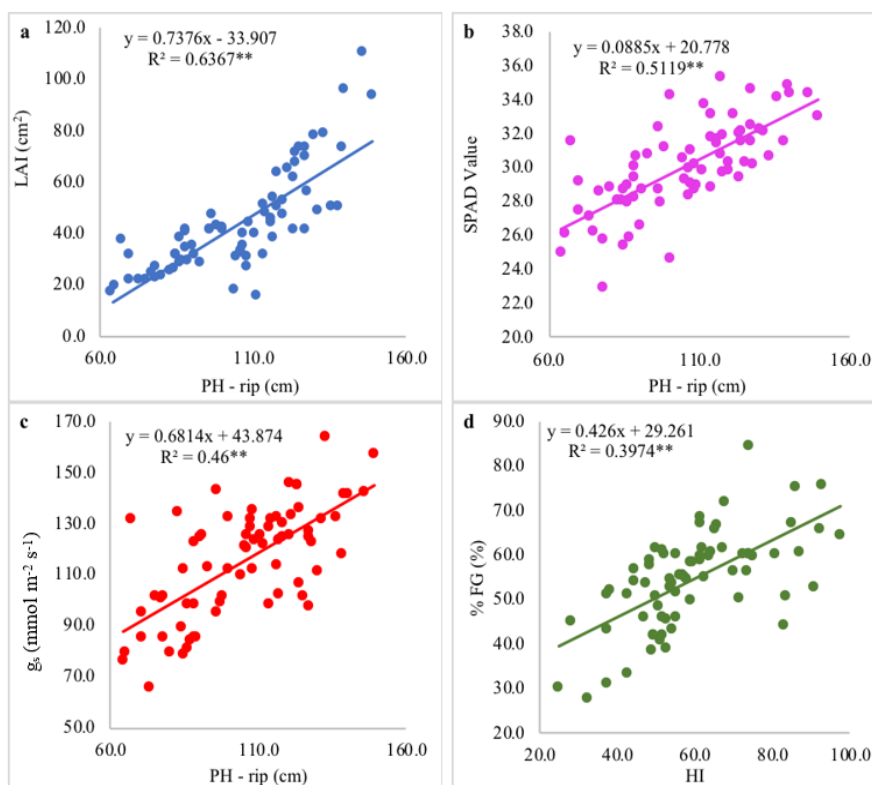 a
y = 0.7376x - 33.907
R² = 0.6367**
120.0
100.0
80.0
60.0
40.0
20.0
0.0
LAI (cm²)
60.0 110.0 160.0
PH - rip (cm)
b
y = 0.0885x + 20.778
R² = 0.5119**
38.0
36.0
34.0
32.0
30.0
28.0
26.0
24.0
22.0
20.0
SPAD Value
60.0 110.0 160.0
PH - rip (cm)
c
y = 0.6814x + 43.874
R² = 0.46**
170.0
150.0
130.0
110.0
90.0
70.0
50.0
gₛ (mmol m⁻² s⁻¹)
60.0 110.0 160.0
PH - rip (cm)
d
y = 0.426x + 29.261
R² = 0.3974**
90.0
80.0
70.0
60.0
50.0
40.0
30.0
20.0
% FG (%)
20.0 40.0 60.0 80.0 100.0
HI